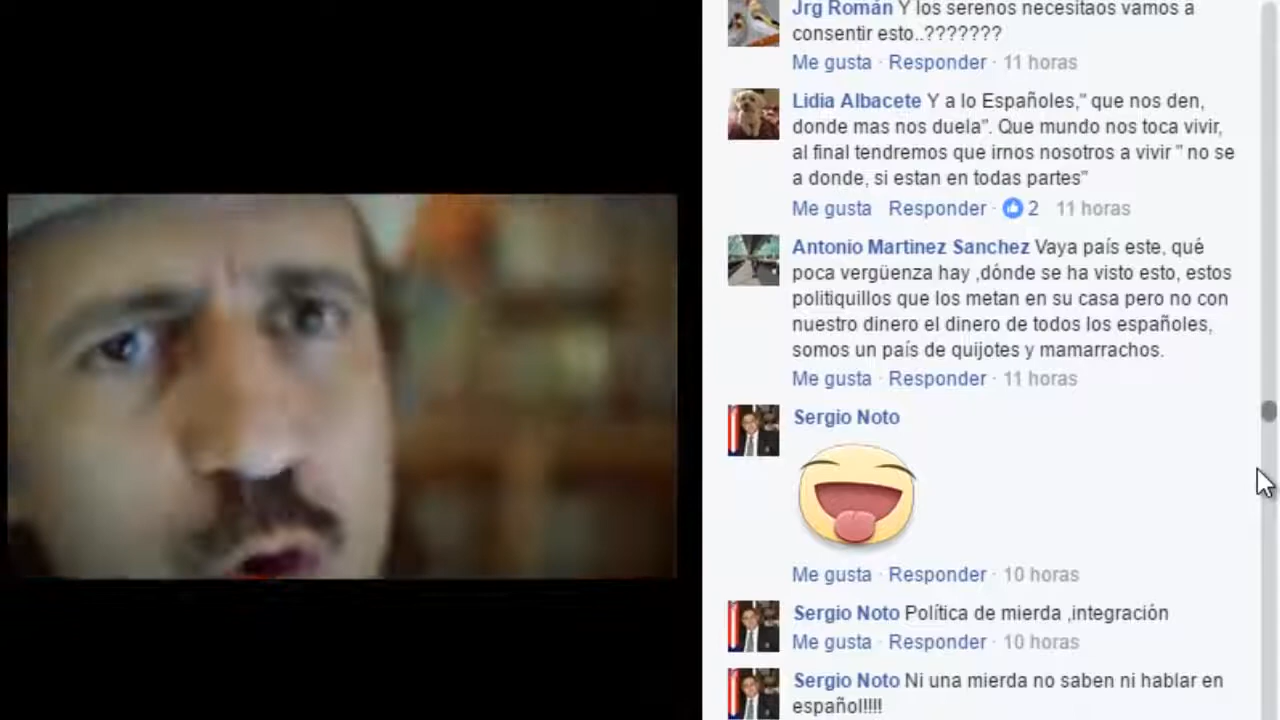 Jrg Román Y los serenos necesitaos vamos a
consentir esto..???????
Me gusta · Responder · 11 horas
Lidia Albacete Y a lo Españoles," que nos den,
donde mas nos duela". Que mundo nos toca vivir,
al final tendremos que irnos nosotros a vivir " no se
a donde, si estan en todas partes"
Me gusta · Responder · 2 · 11 horas
Antonio Martinez Sanchez Vaya país este, qué
poca vergüenza hay ,dónde se ha visto esto, estos
politiquillos que los metan en su casa pero no con
nuestro dinero el dinero de todos los españoles,
somos un país de quijotes y mamarrachos.
Me gusta · Responder · 11 horas
Sergio Noto
Me gusta · Responder · 10 horas
Sergio Noto Política de mierda ,integración
Me gusta · Responder · 10 horas
Sergio Noto Ni una mierda no saben ni hablar en
español!!!!